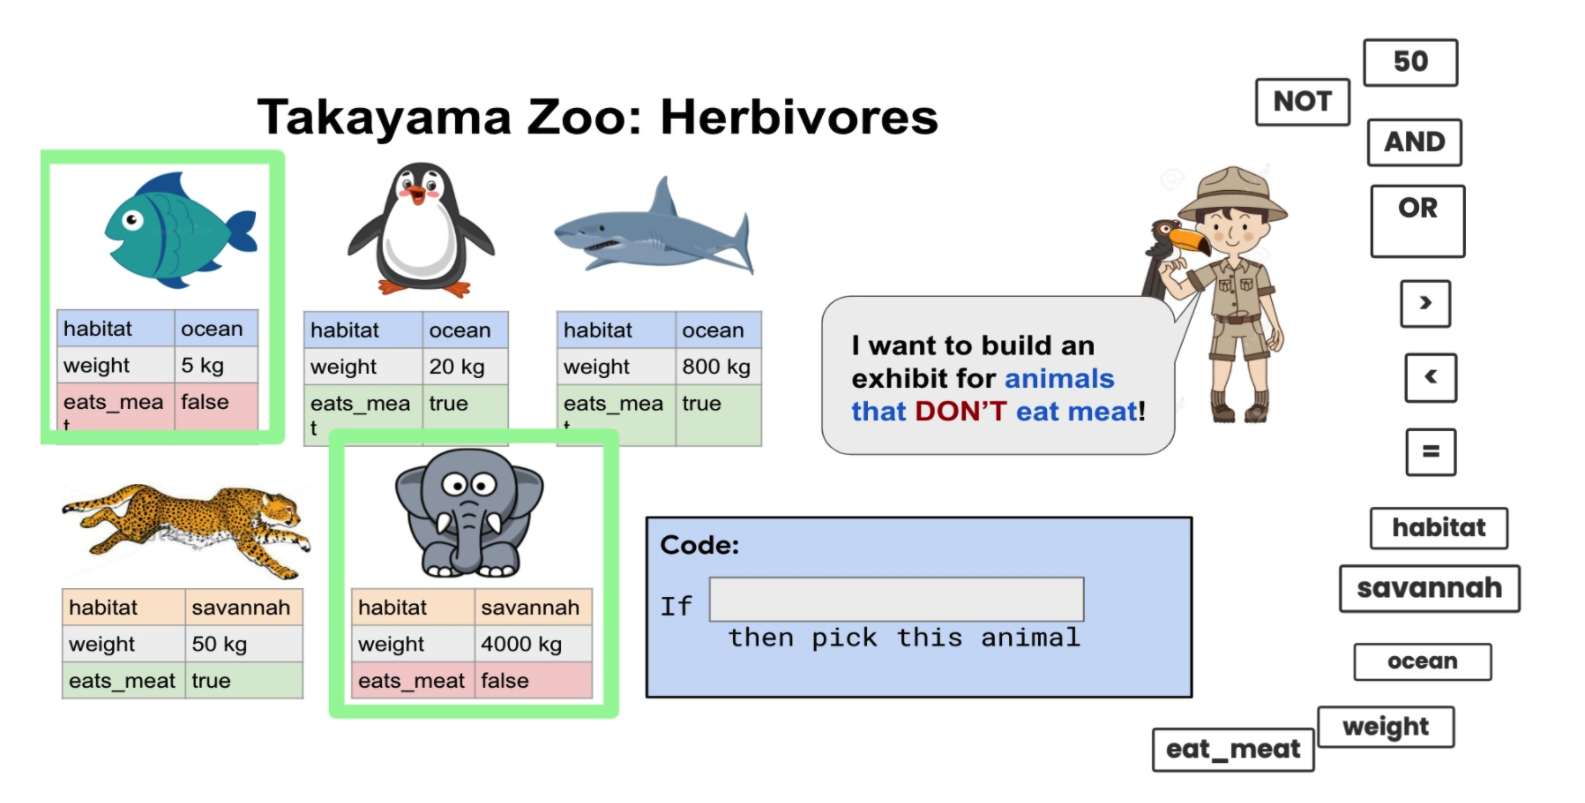 50
NOT
Takayama Zoo: Herbivores
AND
OR
>
<
=
habitat ocean
weight 5 kg
eats_mea false
t
habitat ocean
weight 20 kg
eats_mea true
t
habitat ocean
weight 800 kg
eats_mea true
t
I want to build an
exhibit for animals
that DON'T eat meat!
habitat savannah
weight 50 kg
eats_meat true
habitat savannah
weight 4000 kg
eats_meat false
Code:
If
then pick this animal
habitat
savannah
ocean
weight
eat_meat